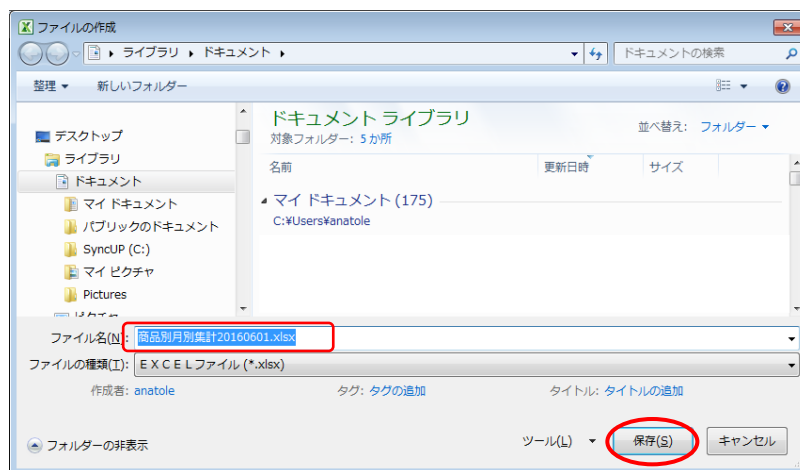 ファイルの作成
ライブラリ ドキュメント
ドキュメントの検索
整理 新しいフォルダー
デスクトップ
ライブラリ
ドキュメント
マイ ドキュメント
パブリックのドキュメント
SyncUP (C:)
マイ ピクチャ
Pictures
ピクチャ
ドキュメント ライブラリ
対象フォルダー: 5 か所
並べ替え: フォルダー
名前 更新日時 サイズ
マイ ドキュメント (175)
C:¥Users¥anatole
ファイル名(N): 商品別月別集計20160601.xlsx
ファイルの種類(T): EXCELファイル (*.xlsx)
作成者: anatole タグ: タグの追加 タイトル: タイトルの追加
フォルダーの非表示 ツール(L) 保存(S) キャンセル